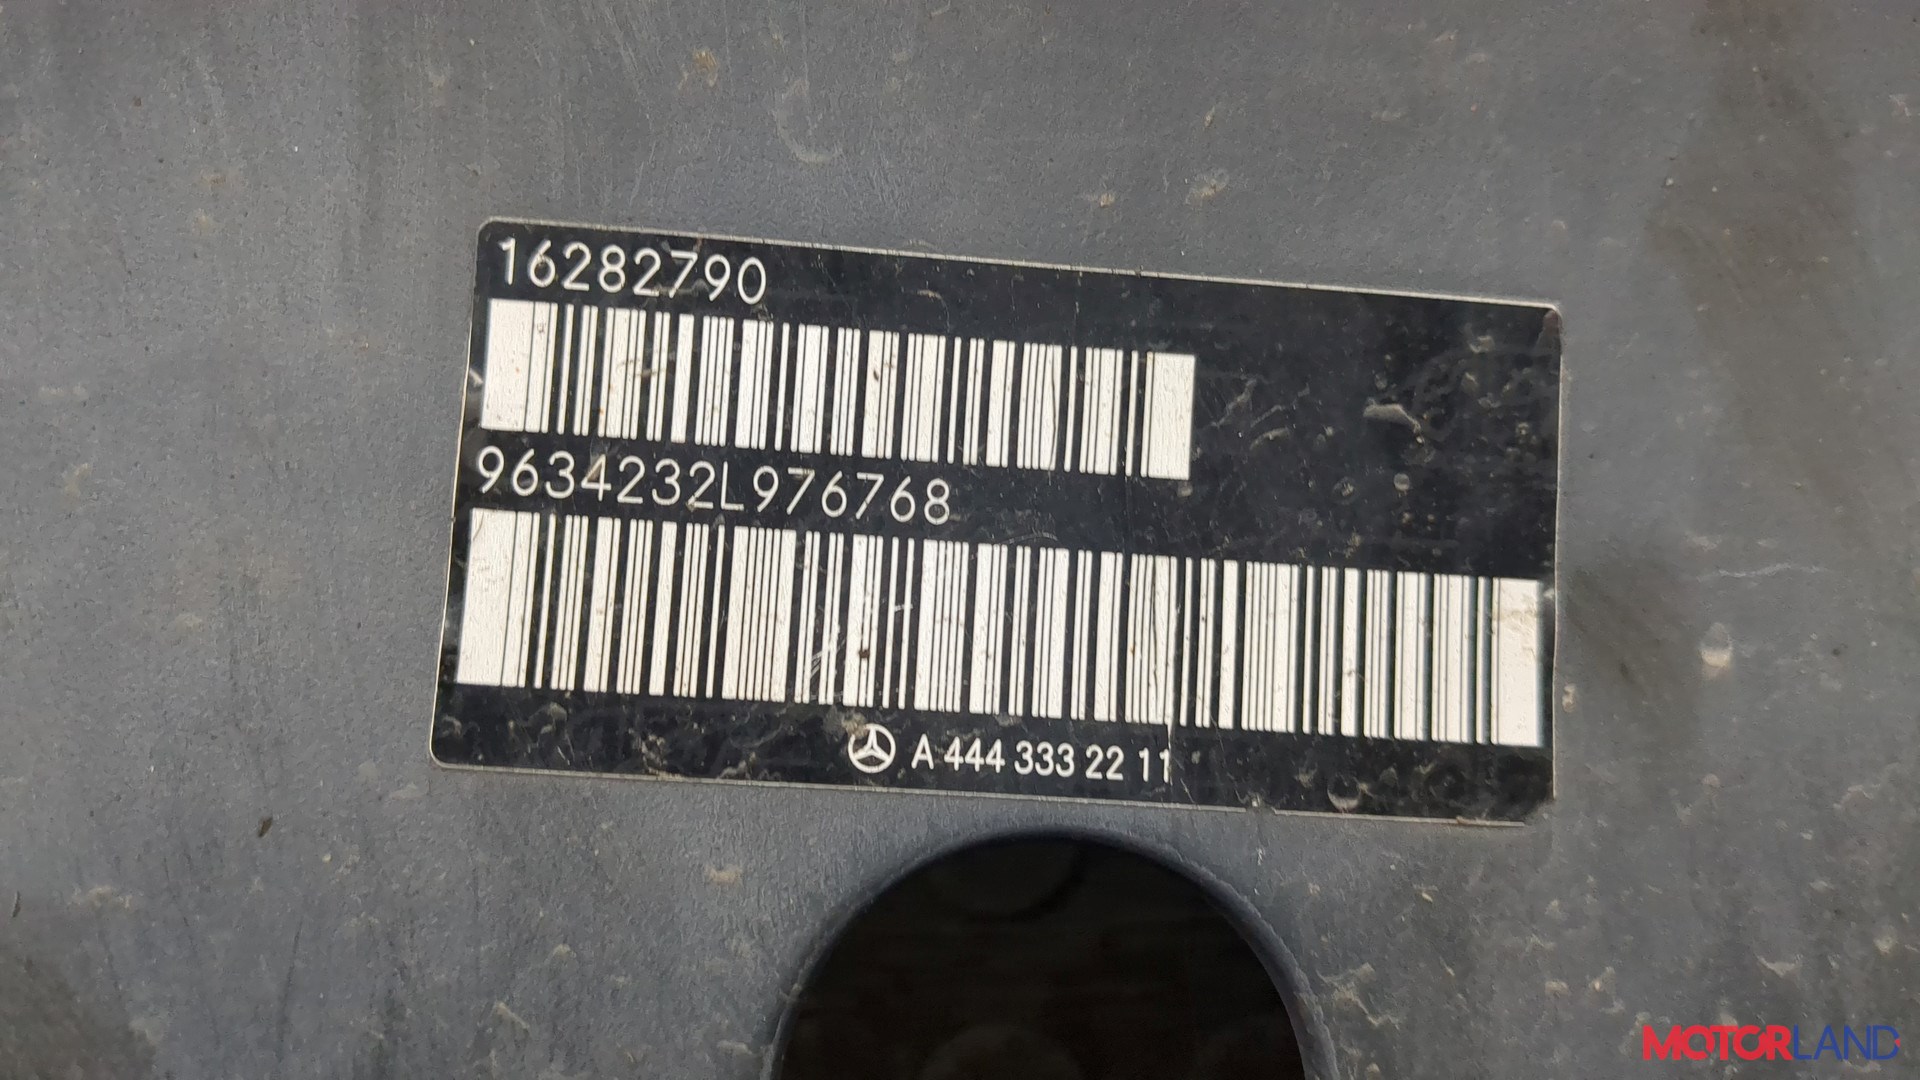 16282790
9634232L976768
A 444 333 22 11
MOTORLAND